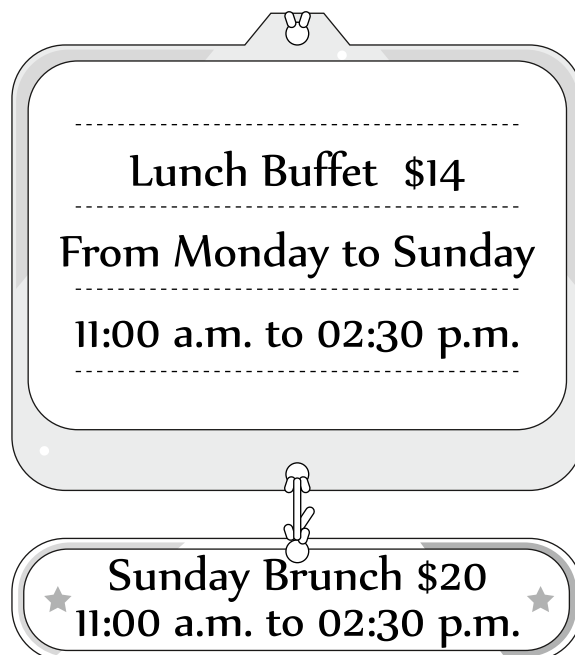 Lunch Buffet $14
From Monday to Sunday
11:00 a.m. to 02:30 p.m.
Sunday Brunch $20
11:00 a.m. to 02:30 p.m.